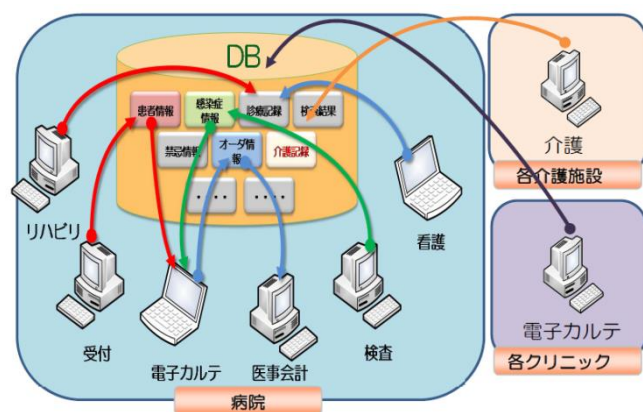 DB
患者情報
感染症
情報
診療記録
検査結果
禁忌情報
オーダ情
報
介護記録
・・・・
・・・・
リハビリ
受付
電子カルテ
医事会計
検査
看護
病院
介護
各介護施設
電子カルテ
各クリニック